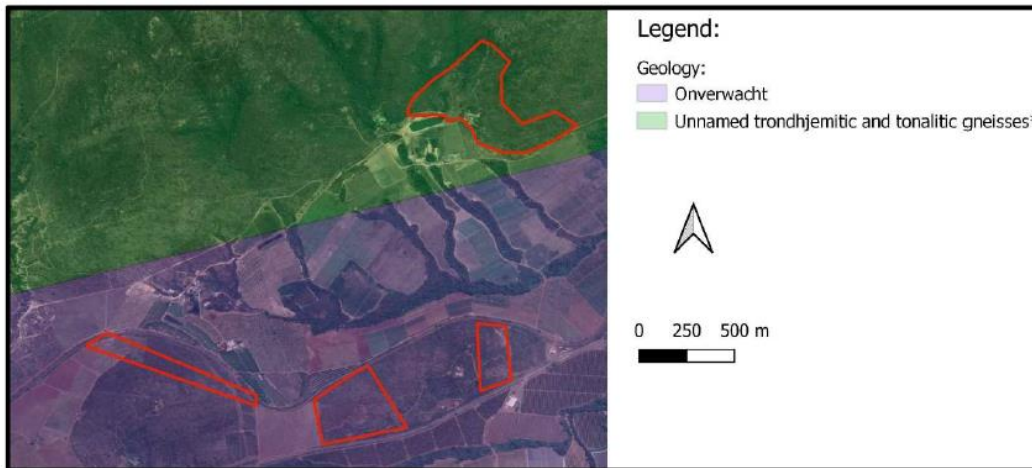 Legend:
Geology:
Onverwacht
Unnamed trondhjemitic and tonalitic gneisses
0 250 500 m